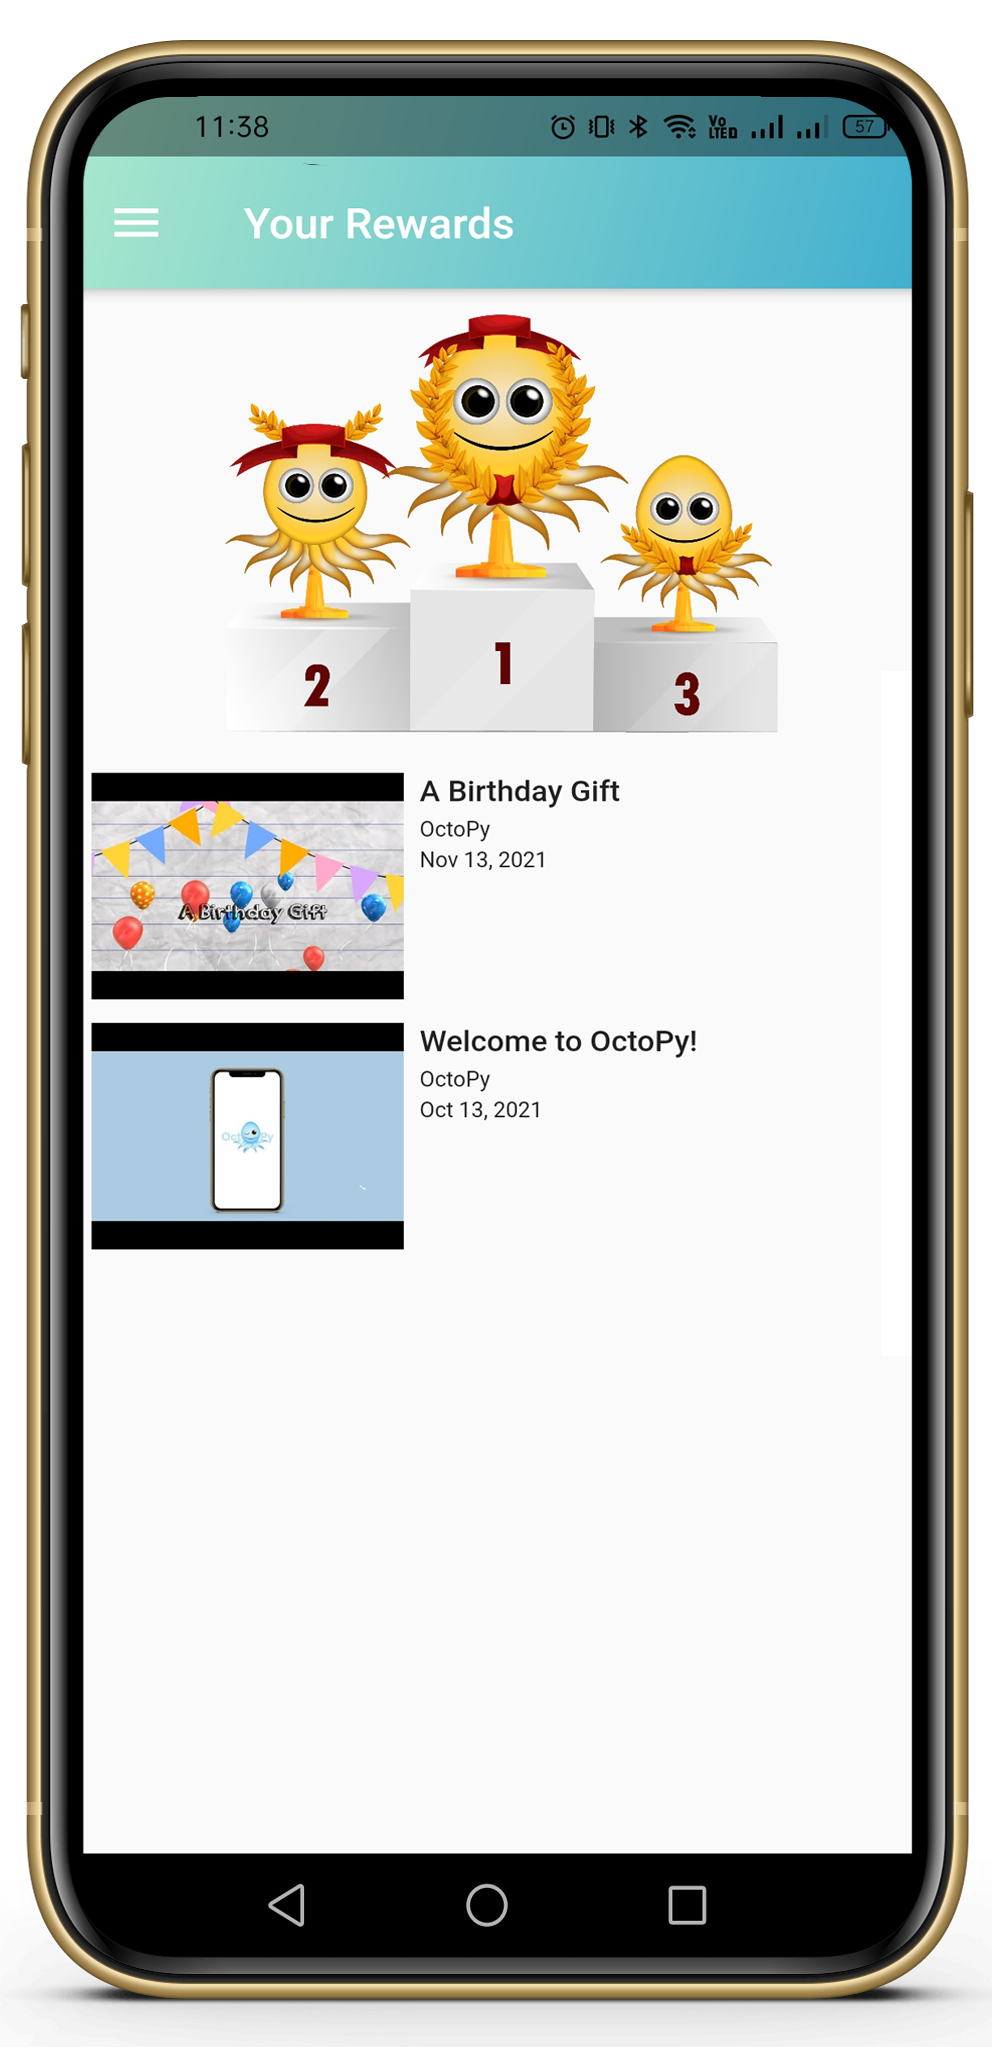 11:38
Vo
LTED
57
Your Rewards
1
2
3
A Birthday Gift
OctoPy
Nov 13, 2021
A Birthday Gift
Welcome to OctoPy!
OctoPy
Oct 13, 2021